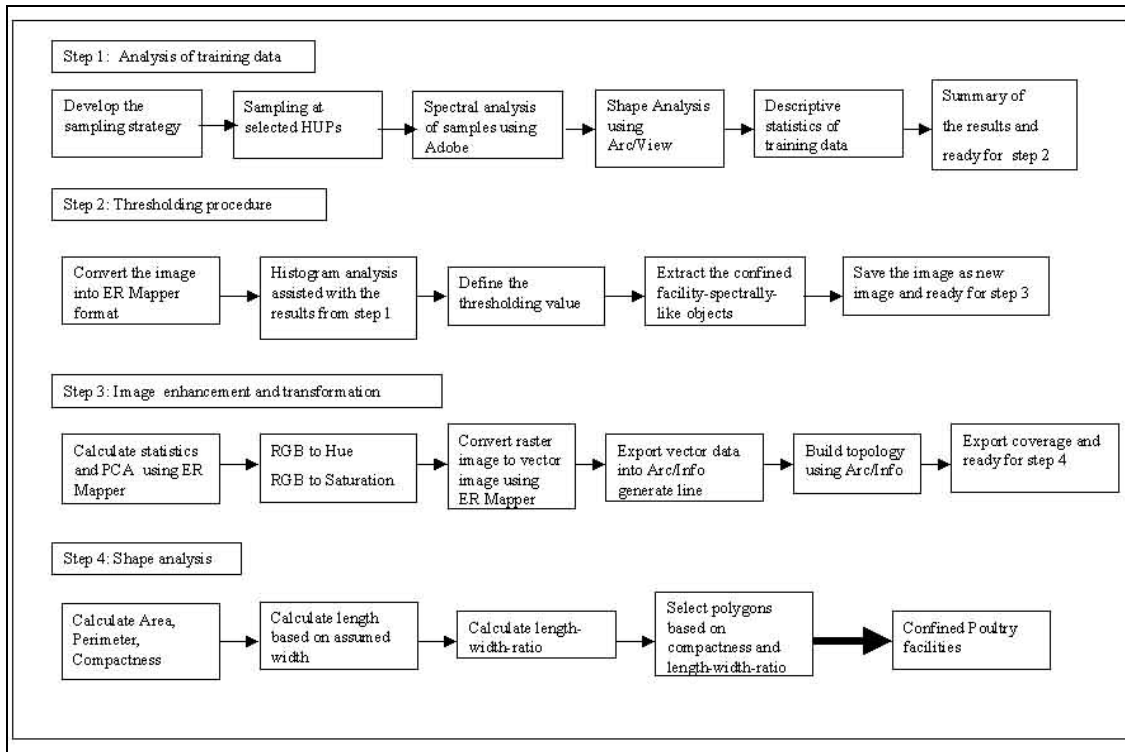 Step 1: Analysis of training data
Develop the
sampling strategy
Sampling at
selected HUPs
Spectral analysis
of samples using
Adobe
Shape Analysis
using
Arc/View
Descriptive
statistics of
training data
Summary of
the results and
ready for step 2
Step 2: Thresholding procedure
Convert the image
into ER Mapper
format
Histogram analysis
assisted with the
results from step 1
Define the
thresholding value
Extract the confined
facility-spectrally-
like objects
Save the image as new
image and ready for step 3
Step 3: Image enhancement and transformation
Calculate statistics
and PCA using ER
Mapper
RGB to Hue
RGB to Saturation
Convert raster
image to vector
image using
ER Mapper
Export vector data
into Arc/Info
generate line
Build topology
using Arc/Info
Export coverage and
ready for step 4
Step 4: Shape analysis
Calculate Area,
Perimeter,
Compactness
Calculate length
based on assumed
width
Calculate length-
width-ratio
Select polygons
based on
compactness and
length-width-ratio
Confined Poultry
facilities